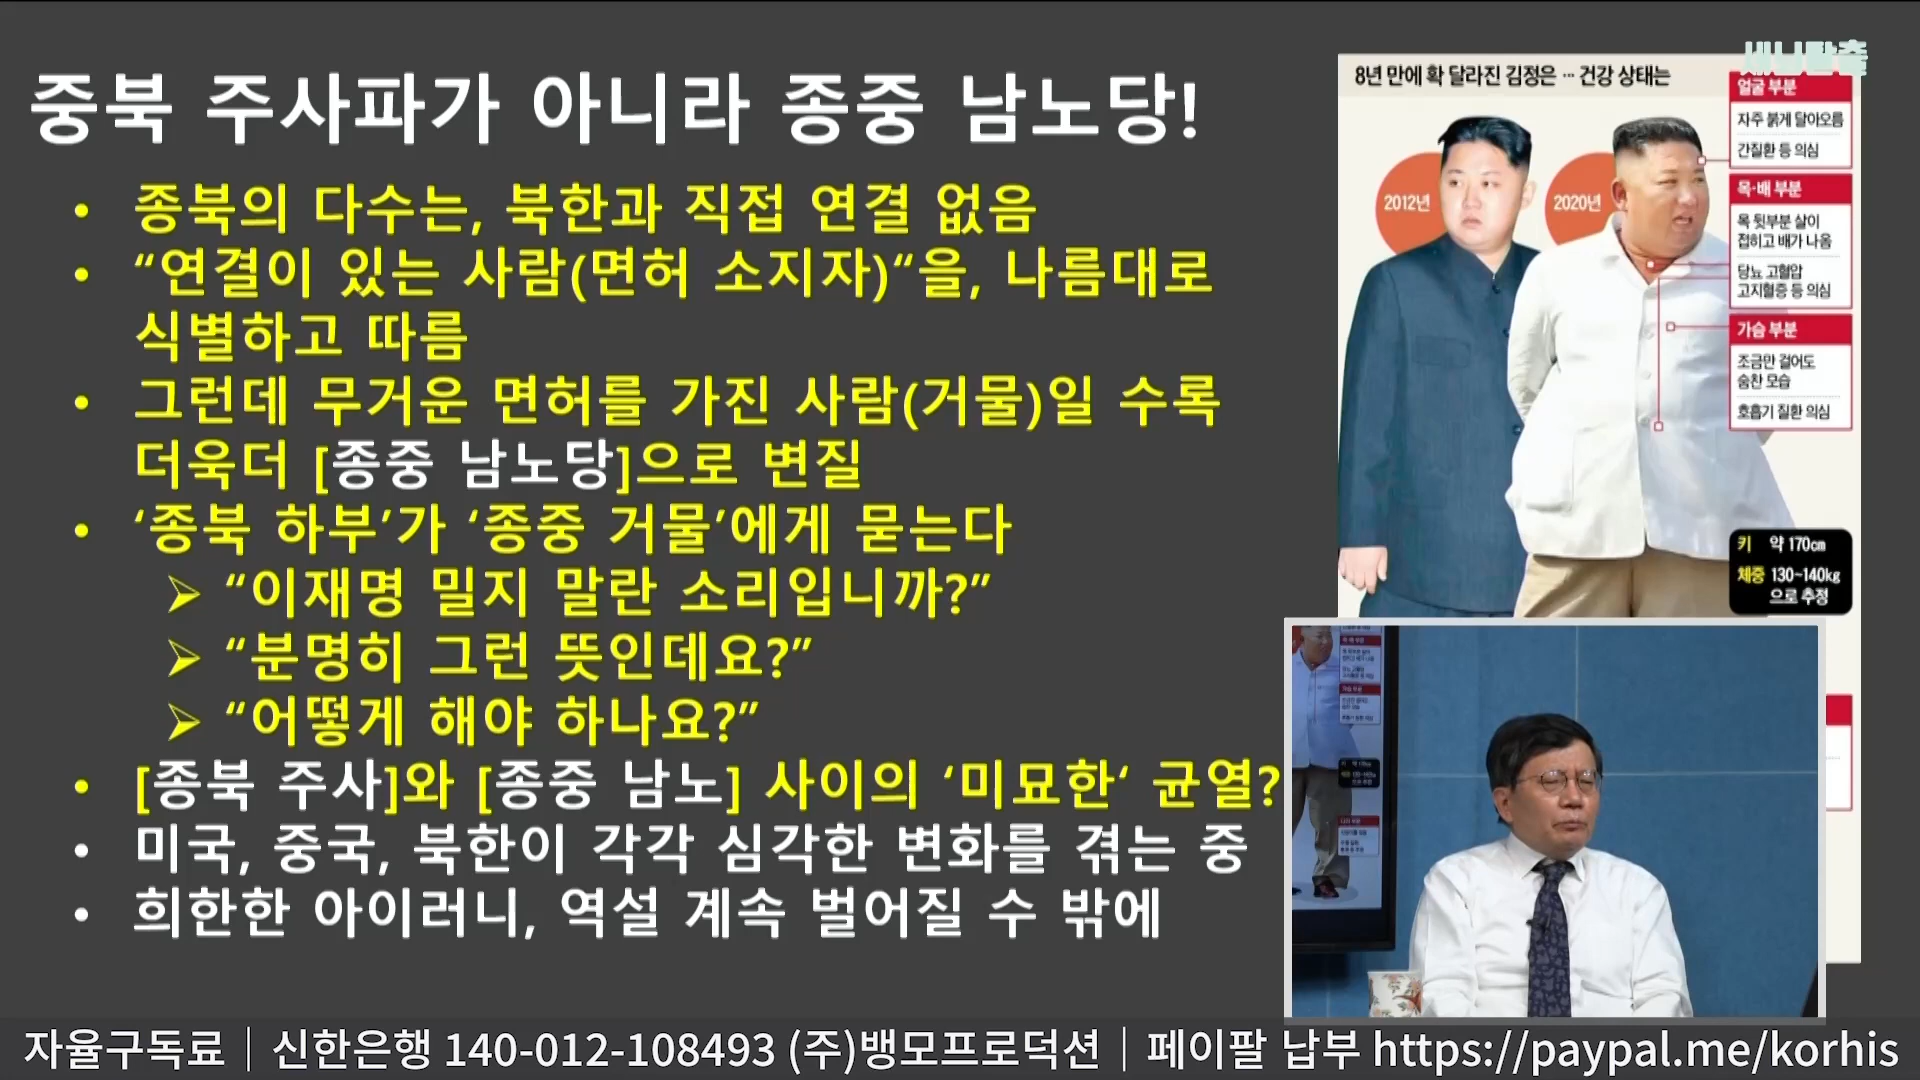 중북 주사파가 아니라 종중 남노당!
• 종북의 다수는, 북한과 직접 연결 없음
• “연결이 있는 사람(면허 소지자)“을, 나름대로
식별하고 따름
• 그런데 무거운 면허를 가진 사람(거물)일 수록
더욱더 [종중 남노당]으로 변질
• ‘종북 하부’가 ‘종중 거물’에게 묻는다
➢ “이재명 밀지 말란 소리입니까?”
➢ “분명히 그런 뜻인데요?”
➢ “어떻게 해야 하나요?”
• [종북 주사]와 [종중 남노] 사이의 ‘미묘한‘ 균열?
• 미국, 중국, 북한이 각각 심각한 변화를 겪는 중
• 희한한 아이러니, 역설 계속 벌어질 수 밖에
8년 만에 확 달라진 김정은 … 건강 상태는
세뇌탈출
2012년
2020년
얼굴 부분
자주 붉게 달아오름
간질환 등 의심
목·배 부분
목 뒷부분 살이
접히고 배가 나옴
당뇨 고혈압
고지혈증 등 의심
가슴 부분
조금만 걸어도
숨찬 모습
호흡기 질환 의심
키 약 170㎝
체중 130~140㎏
으로 추정
자율구독료｜신한은행 140-012-108493 (주)뱅모프로덕션｜페이팔 납부 https://paypal.me/korhis